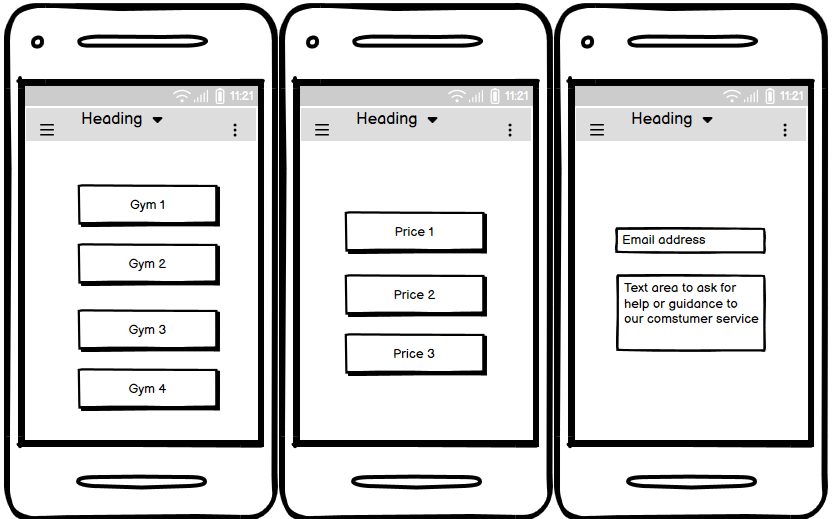 11:21
Heading
Gym 1
Gym 2
Gym 3
Gym 4
11:21
Heading
Price 1
Price 2
Price 3
11:21
Heading
Email address
Text area to ask for
help or guidance to
our comstumer service